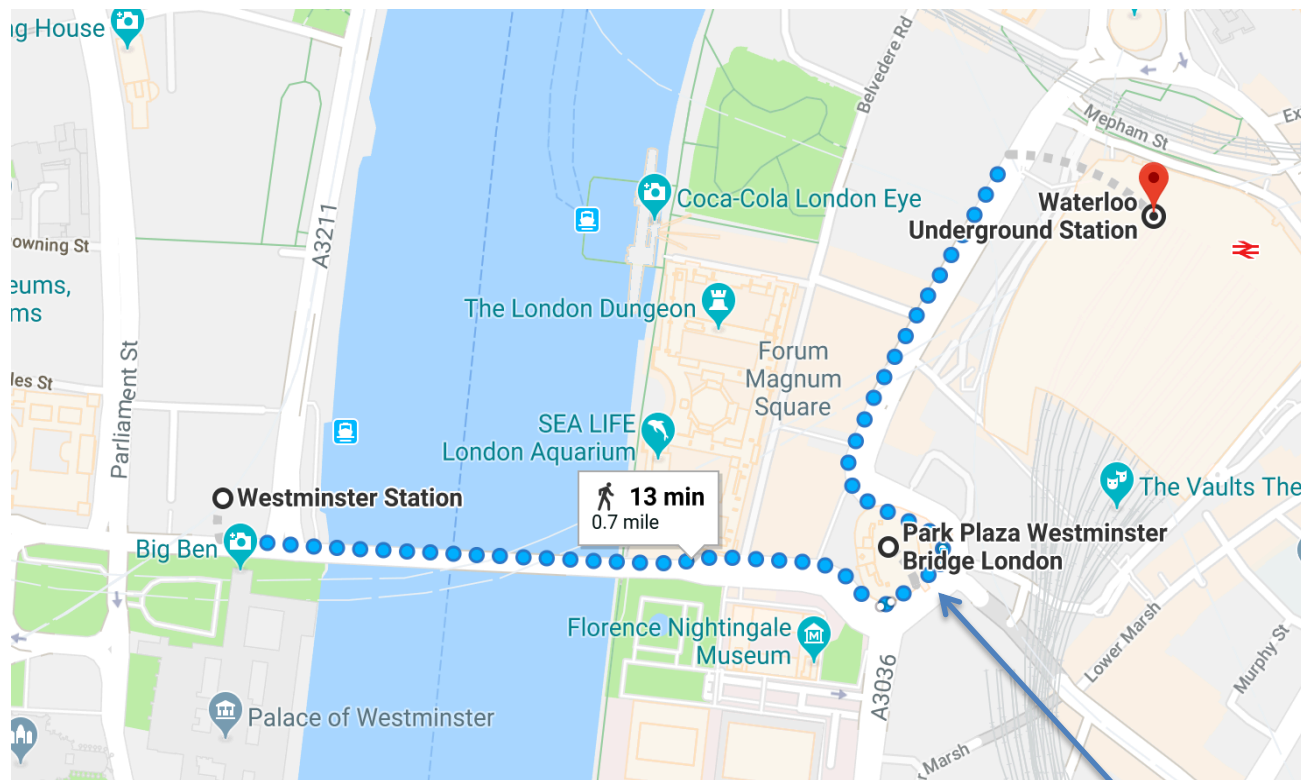 ng House
Belvedere Rd
Mepham St
Ex
Coca-Cola London Eye
Waterloo
Underground Station
A3211
owning St
eums,
ms
The London Dungeon
Forum
Magnum
Square
Parliament St
les St
SEA LIFE
London Aquarium
13 min
0.7 mile
Westminster Station
The Vaults The
Big Ben
Park Plaza Westminster
Bridge London
Florence Nightingale
Museum
M
Lower Marsh
Murphy St
A3036
Palace of Westminster
Marsh